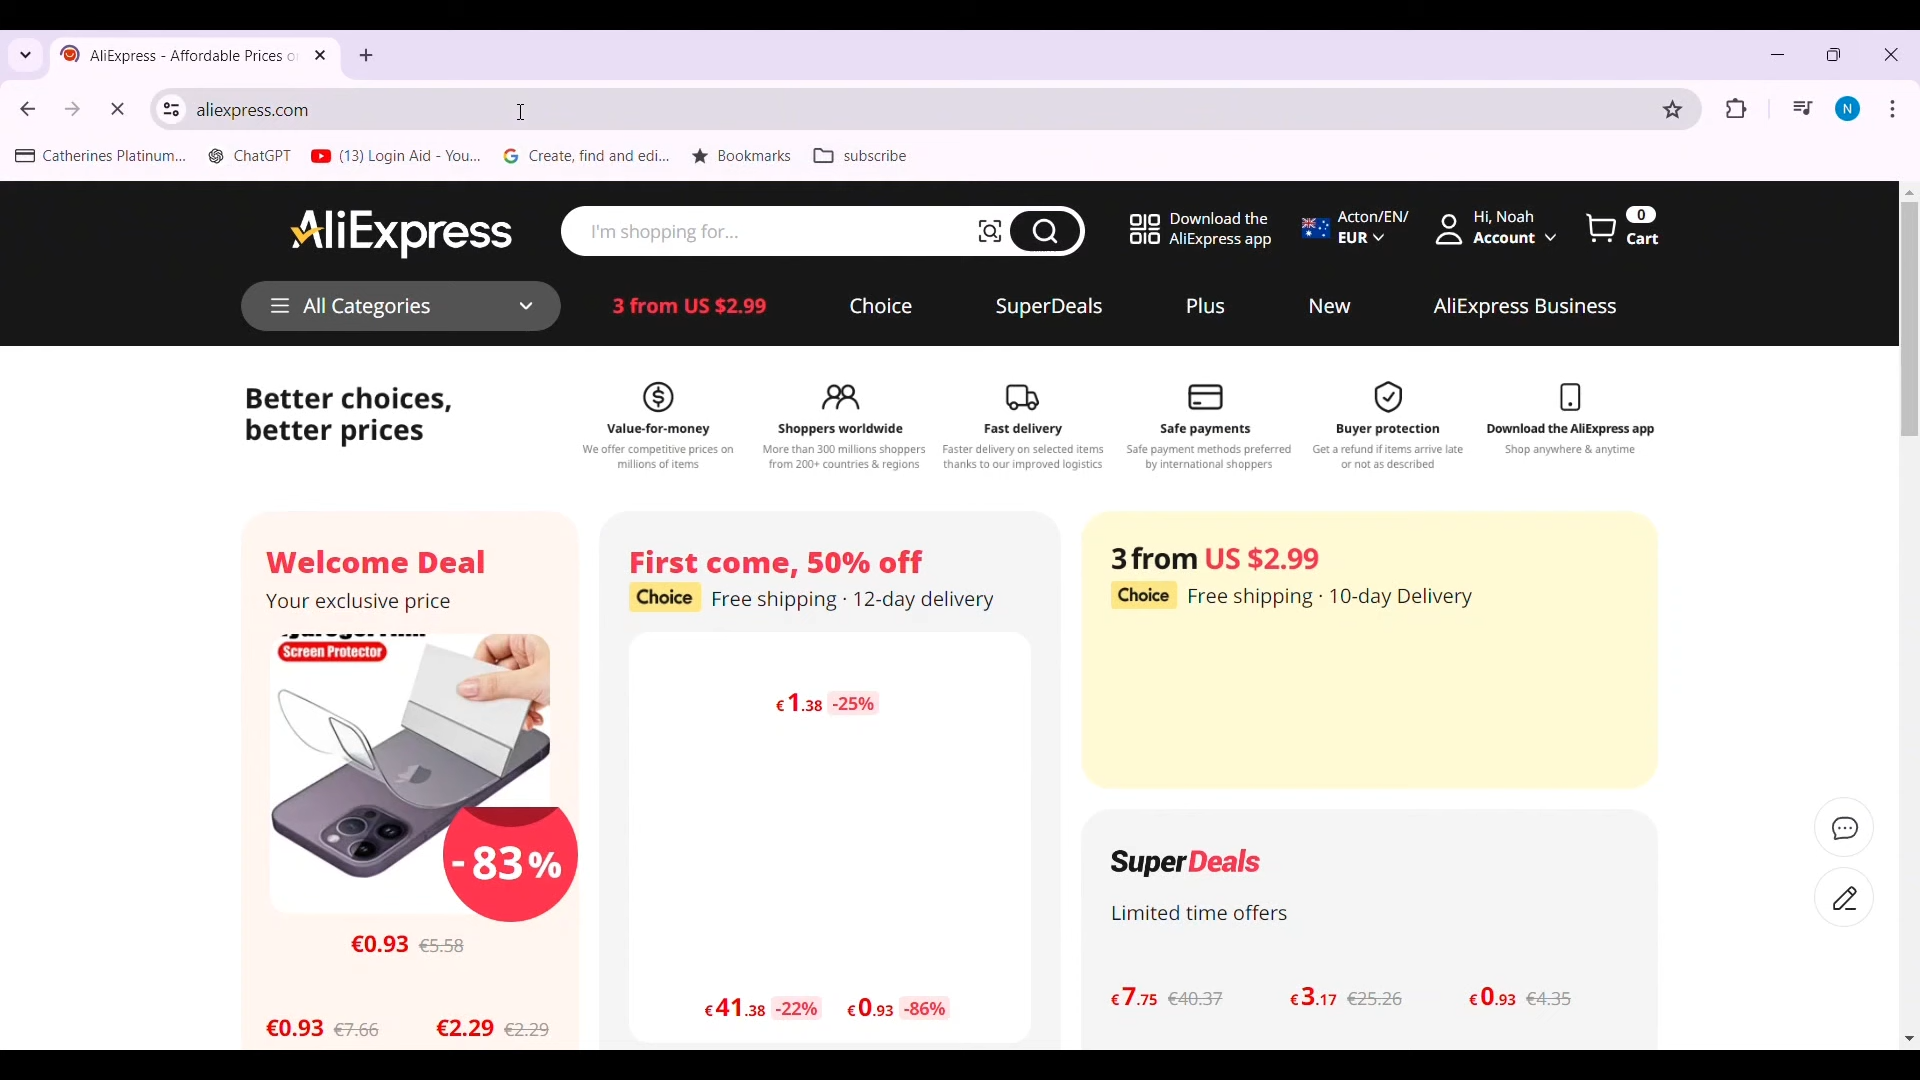 AliExpress - Affordable Prices o
aliexpress.com
N
Catherines Platinum...
ChatGPT
(13) Login Aid - You...
Create, find and edi...
Bookmarks
subscribe
AliExpress
I'm shopping for...
Download the
AliExpress app
Acton/EN/
EUR
Hi, Noah
Account
0
Cart
All Categories
3 from US $2.99
Choice
SuperDeals
Plus
New
AliExpress Business
Better choices,
better prices
Value-for-money
We offer competitive prices on
millions of items
Shoppers worldwide
More than 300 millions shoppers
from 200+ countries & regions
Fast delivery
Faster delivery on selected items
thanks to our improved logistics
Safe payments
Safe payment methods preferred
by international shoppers
Buyer protection
Get a refund if items arrive late
or not as described
Download the AliExpress app
Shop anywhere & anytime
Welcome Deal
Your exclusive price
Screen Protector
-83%
€0.93 €5.58
€0.93 €7.66
€2.29 €2.29
First come, 50% off
Choice Free shipping · 12-day delivery
€1.38 -25%
€41.38 -22%
€0.93 -86%
3 from US $2.99
Choice Free shipping · 10-day Delivery
SuperDeals
Limited time offers
€7.75 €40.37
€3.17 €25.26
€0.93 €4.35